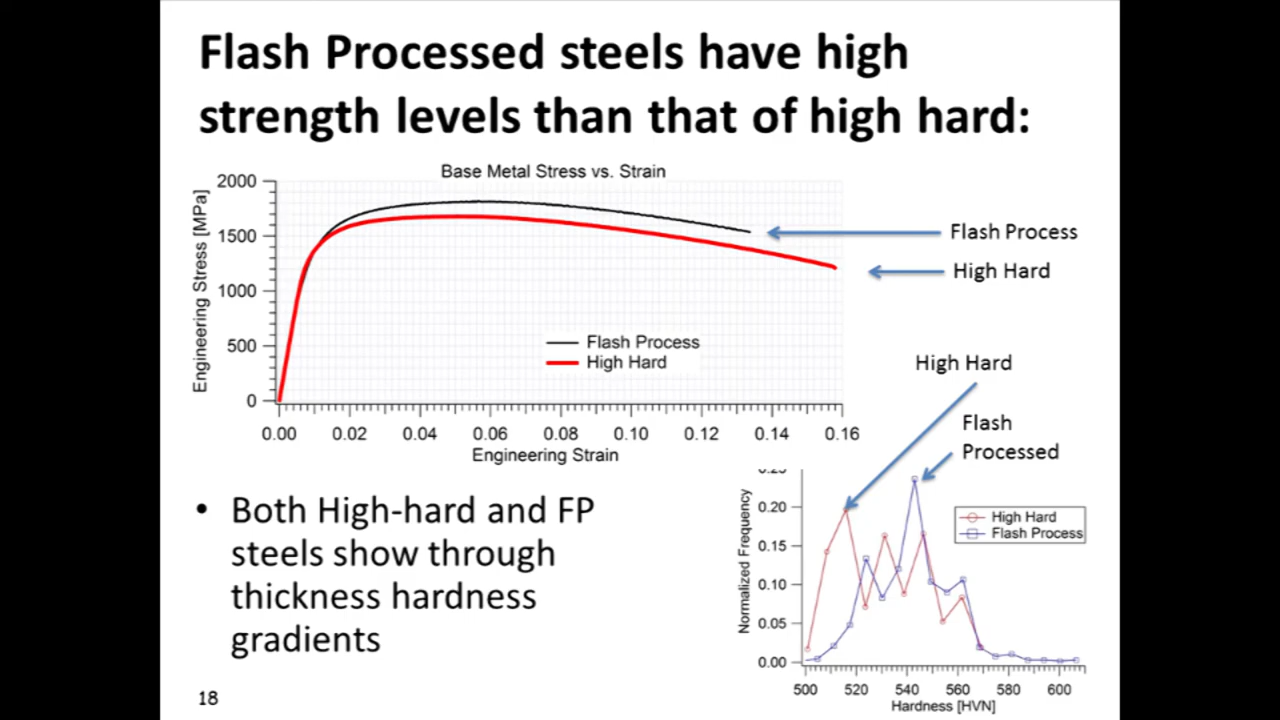 Flash Processed steels have high
strength levels than that of high hard:
Base Metal Stress vs. Strain
Engineering Stress [MPa]
2000
1500
1000
500
0
0.00 0.02 0.04 0.06 0.08 0.10 0.12 0.14 0.16
Engineering Strain
Flash Process
High Hard
Flash Process
High Hard
High Hard
Flash
Processed
• Both High-hard and FP
steels show through
thickness hardness
gradients
Normalized Frequency
0.25
0.20
0.15
0.10
0.05
0.00
500 520 540 560 580 600
Hardness [HVN]
High Hard
Flash Process
18